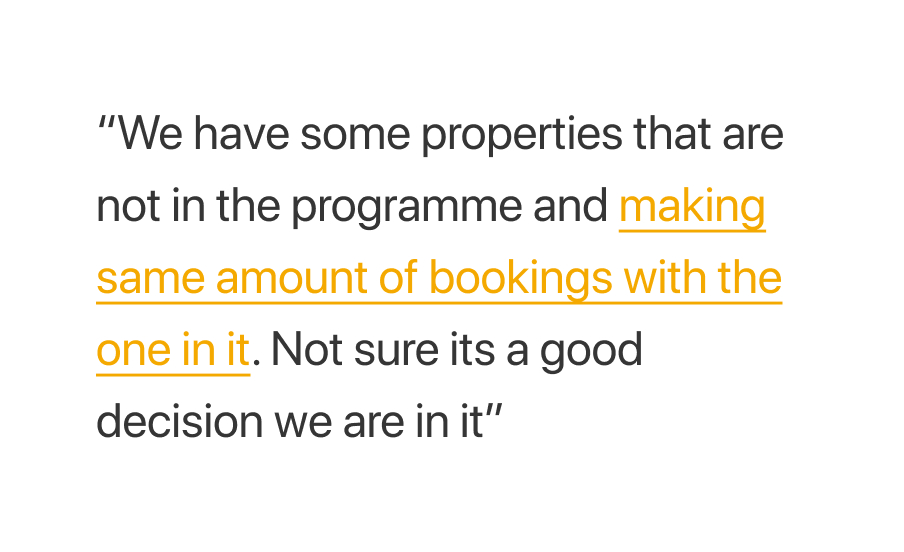 “We have some properties that are
not in the programme and making
same amount of bookings with the
one in it. Not sure its a good
decision we are in it”